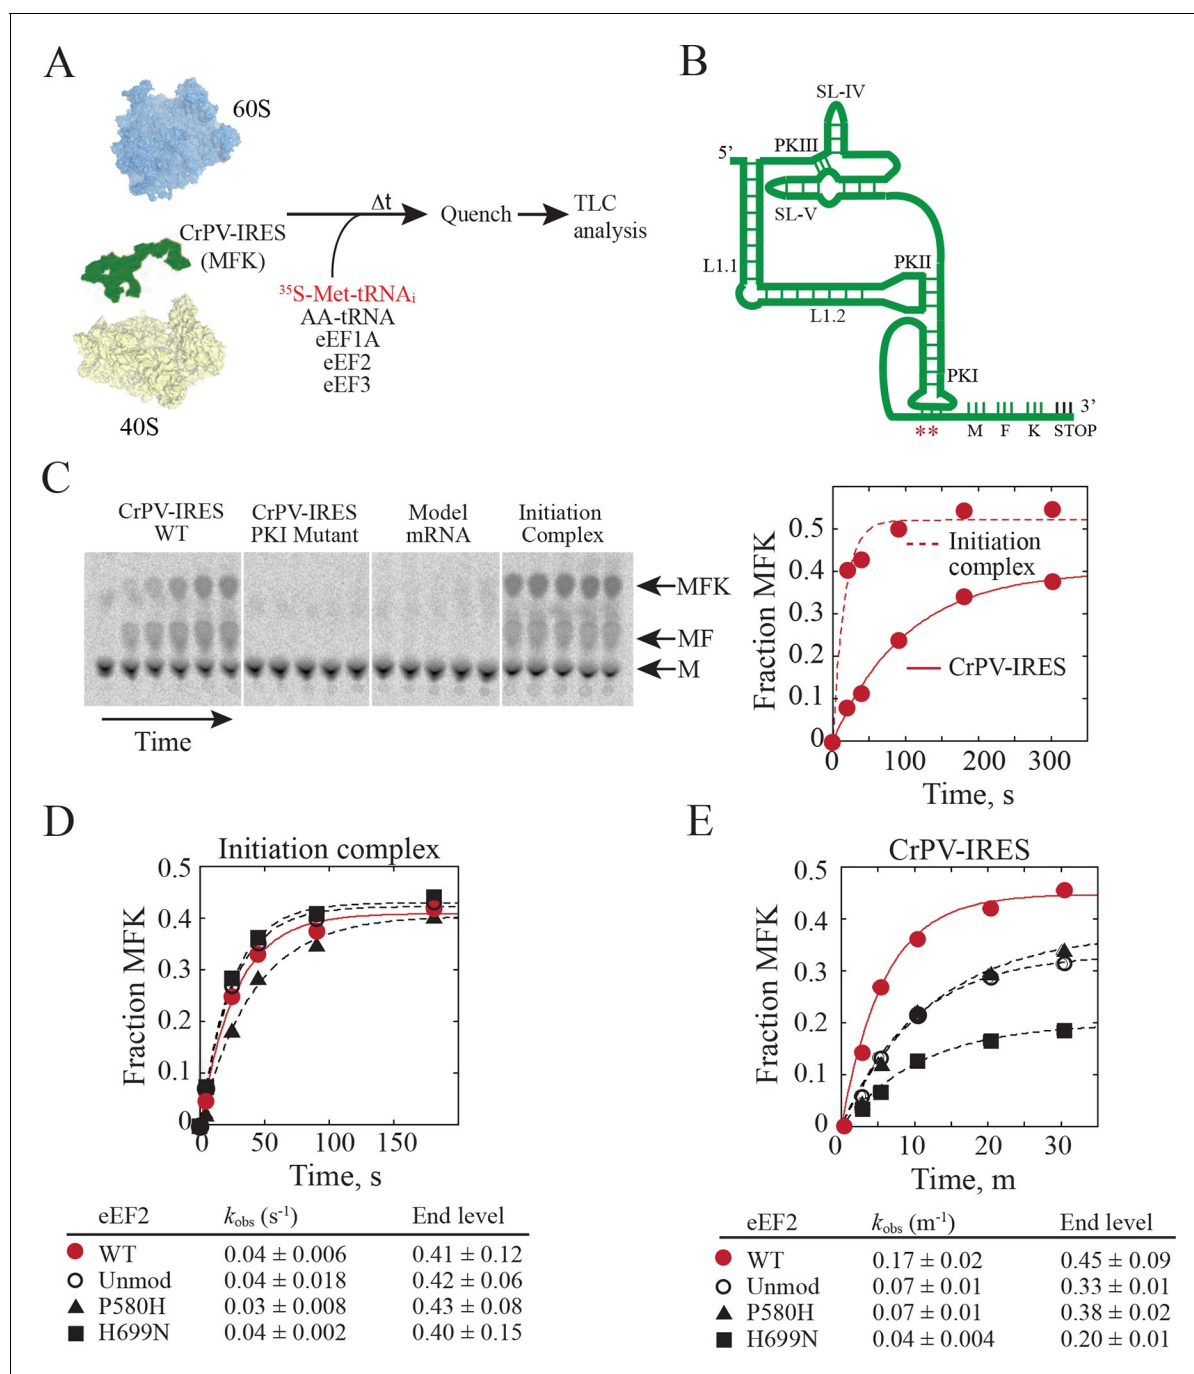 A
60S
CrPV-IRES
(MFK)
40S
Δt
Quench
TLC
analysis
³⁵S-Met-tRNAᵢ
AA-tRNA
eEF1A
eEF2
eEF3
B
SL-IV
PKIII
5’
SL-V
L1.1
PKII
L1.2
PKI
3’
**
M F K STOP
C
CrPV-IRES
WT
CrPV-IRES
PKI Mutant
Model
mRNA
Initiation
Complex
MFK
MF
M
Time
Fraction MFK
0.5
0.4
0.3
0.2
0.1
0
0 100 200 300
Time, s
Initiation
complex
CrPV-IRES
D
Initiation complex
Fraction MFK
0.5
0.4
0.3
0.2
0.1
0
0 50 100 150
Time, s
eEF2 kobs (s⁻¹) End level
WT 0.04 ± 0.006 0.41 ± 0.12
Unmod 0.04 ± 0.018 0.42 ± 0.06
P580H 0.03 ± 0.008 0.43 ± 0.08
H699N 0.04 ± 0.002 0.40 ± 0.15
E
CrPV-IRES
Fraction MFK
0.5
0.4
0.3
0.2
0.1
0
0 10 20 30
Time, m
eEF2 kobs (m⁻¹) End level
WT 0.17 ± 0.02 0.45 ± 0.09
Unmod 0.07 ± 0.01 0.33 ± 0.01
P580H 0.07 ± 0.01 0.38 ± 0.02
H699N 0.04 ± 0.004 0.20 ± 0.01